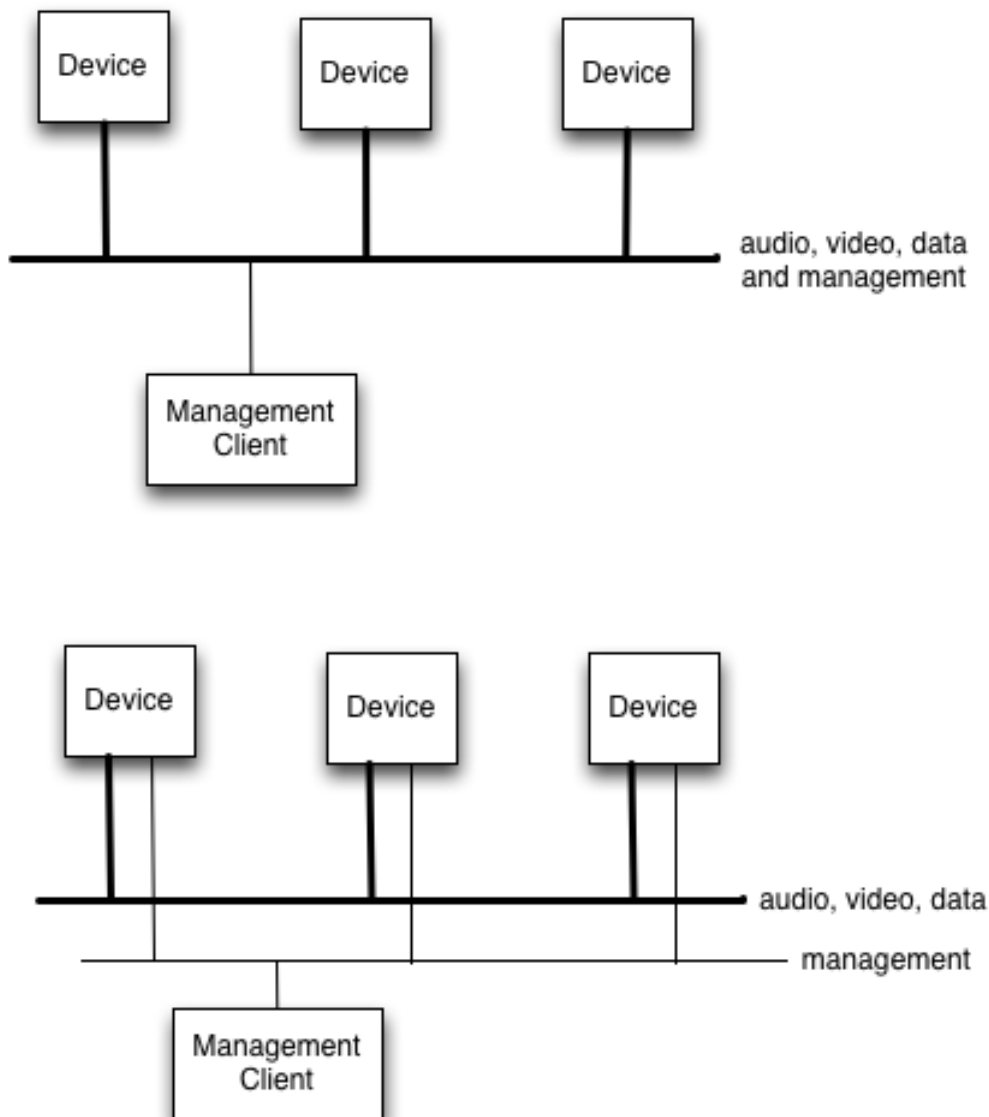 Device
Device
Device
audio, video, data
and management
Management
Client
Device
Device
Device
audio, video, data
management
Management
Client